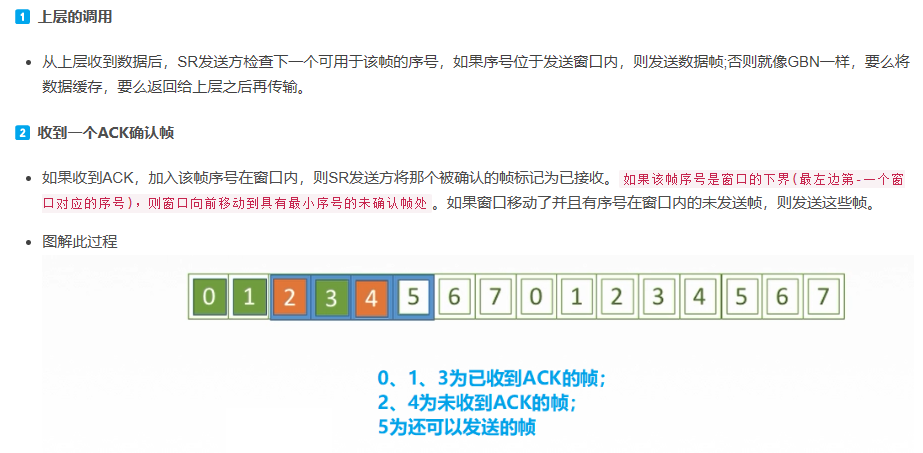 1 上层的调用
从上层收到数据后，SR发送方检查下一个可用于该帧的序号，如果序号位于发送窗口内，则发送数据帧;否则就像GBN一样，要么将
数据缓存，要么返回给上层之后再传输。
2 收到一个ACK确认帧
如果收到ACK，加入该帧序号在窗口内，则SR发送方将那个被确认的帧标记为已接收。如果该帧序号是窗口的下界(最左边第-一个窗
口对应的序号)，则窗口向前移动到具有最小序号的未确认帧处。如果窗口移动了并且有序号在窗口内的未发送帧，则发送这些帧。
图解此过程
0 1 2 3 4 5 6 7 0 1 2 3 4 5 6 7
0、1、3为已收到ACK的帧；
2、4为未收到ACK的帧；
5为还可以发送的帧